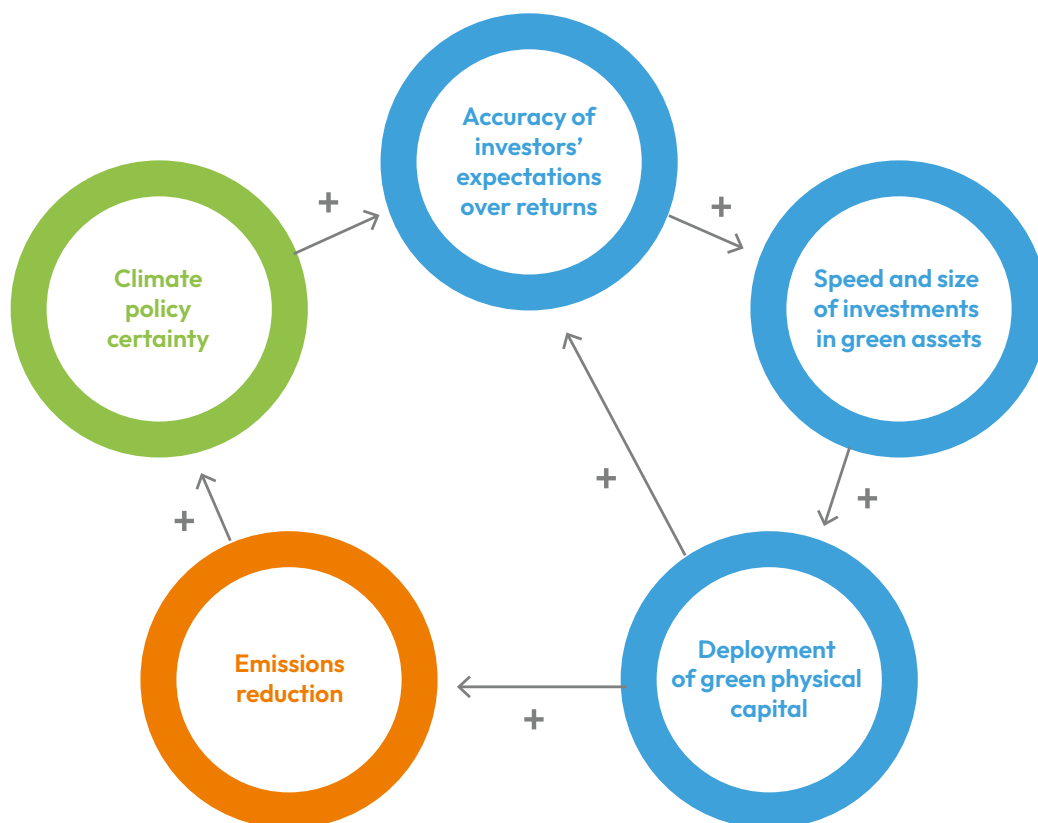 Accuracy of
investors’
expectations
over returns
+
+
Climate
policy
certainty
Speed and size
of investments
in green assets
+
+
+
Emissions
reduction
Deployment
of green physical
capital
+